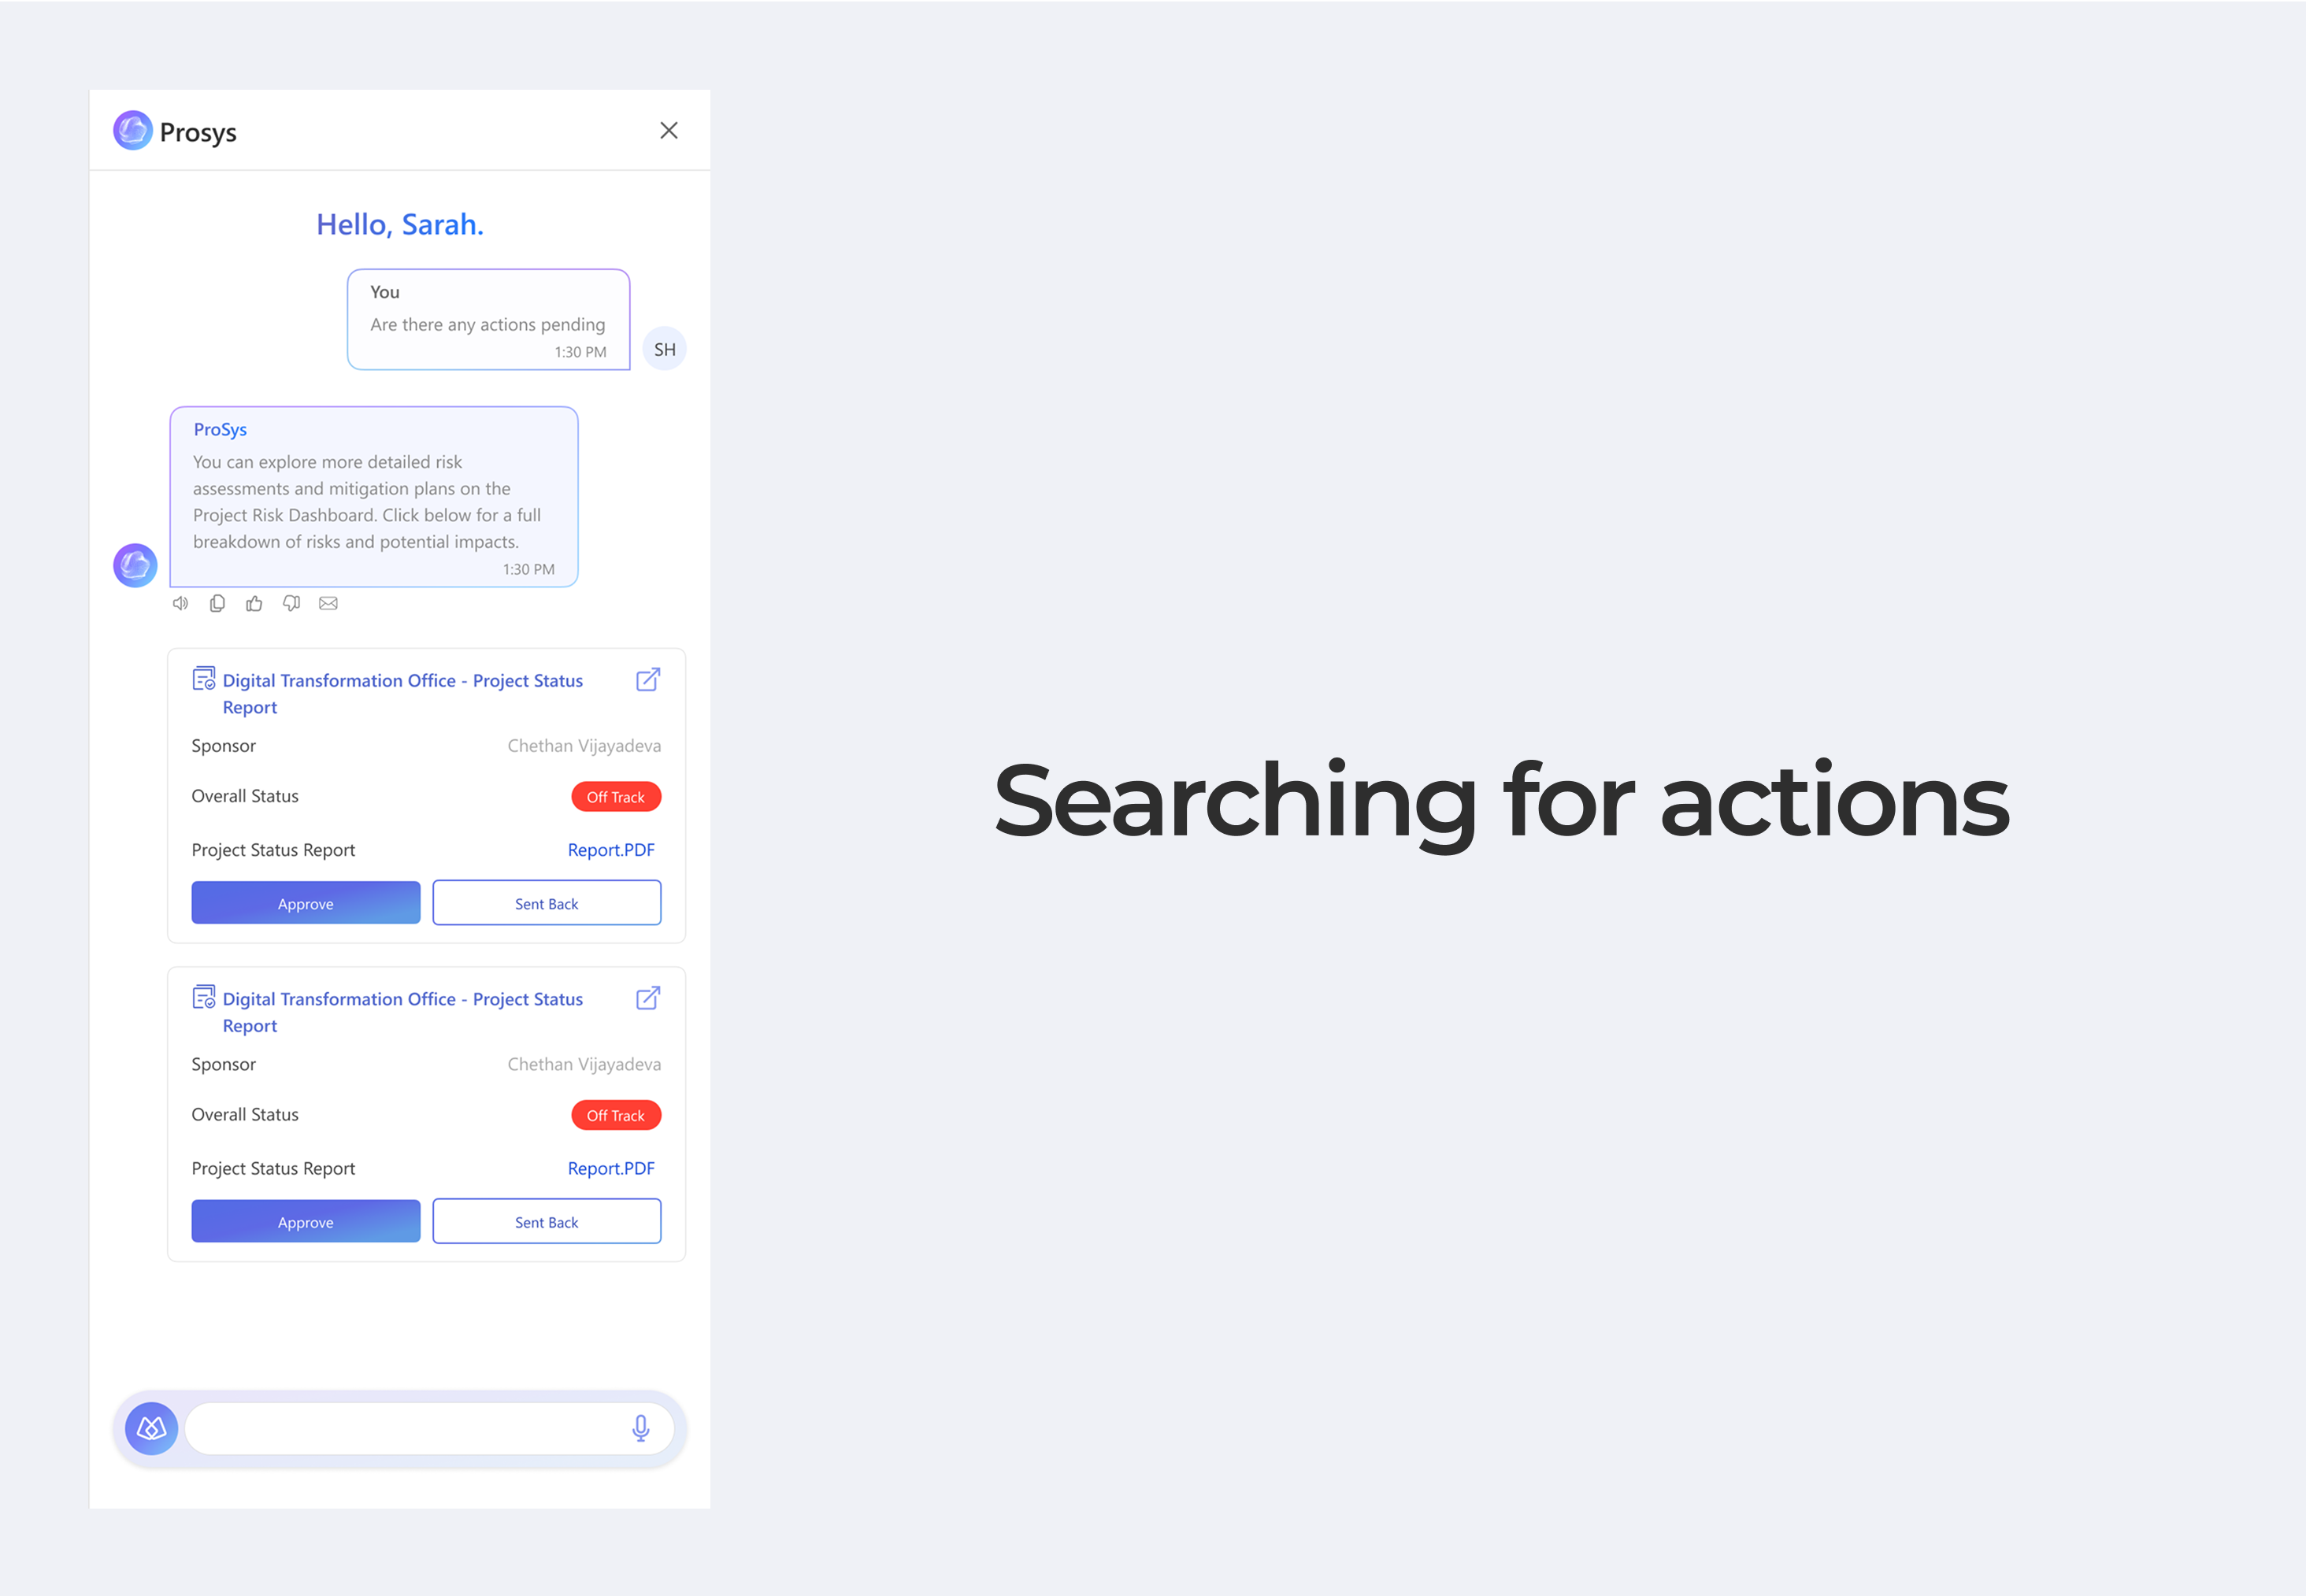 Prosys
Hello, Sarah.
You
Are there any actions pending
1:30 PM
SH
ProSys
You can explore more detailed risk
assessments and mitigation plans on the
Project Risk Dashboard. Click below for a full
breakdown of risks and potential impacts.
1:30 PM
Digital Transformation Office - Project Status
Report
Sponsor Chethan Vijayadeva
Overall Status Off Track
Project Status Report Report.PDF
Approve Sent Back
Digital Transformation Office - Project Status
Report
Sponsor Chethan Vijayadeva
Overall Status Off Track
Project Status Report Report.PDF
Approve Sent Back
Searching for actions